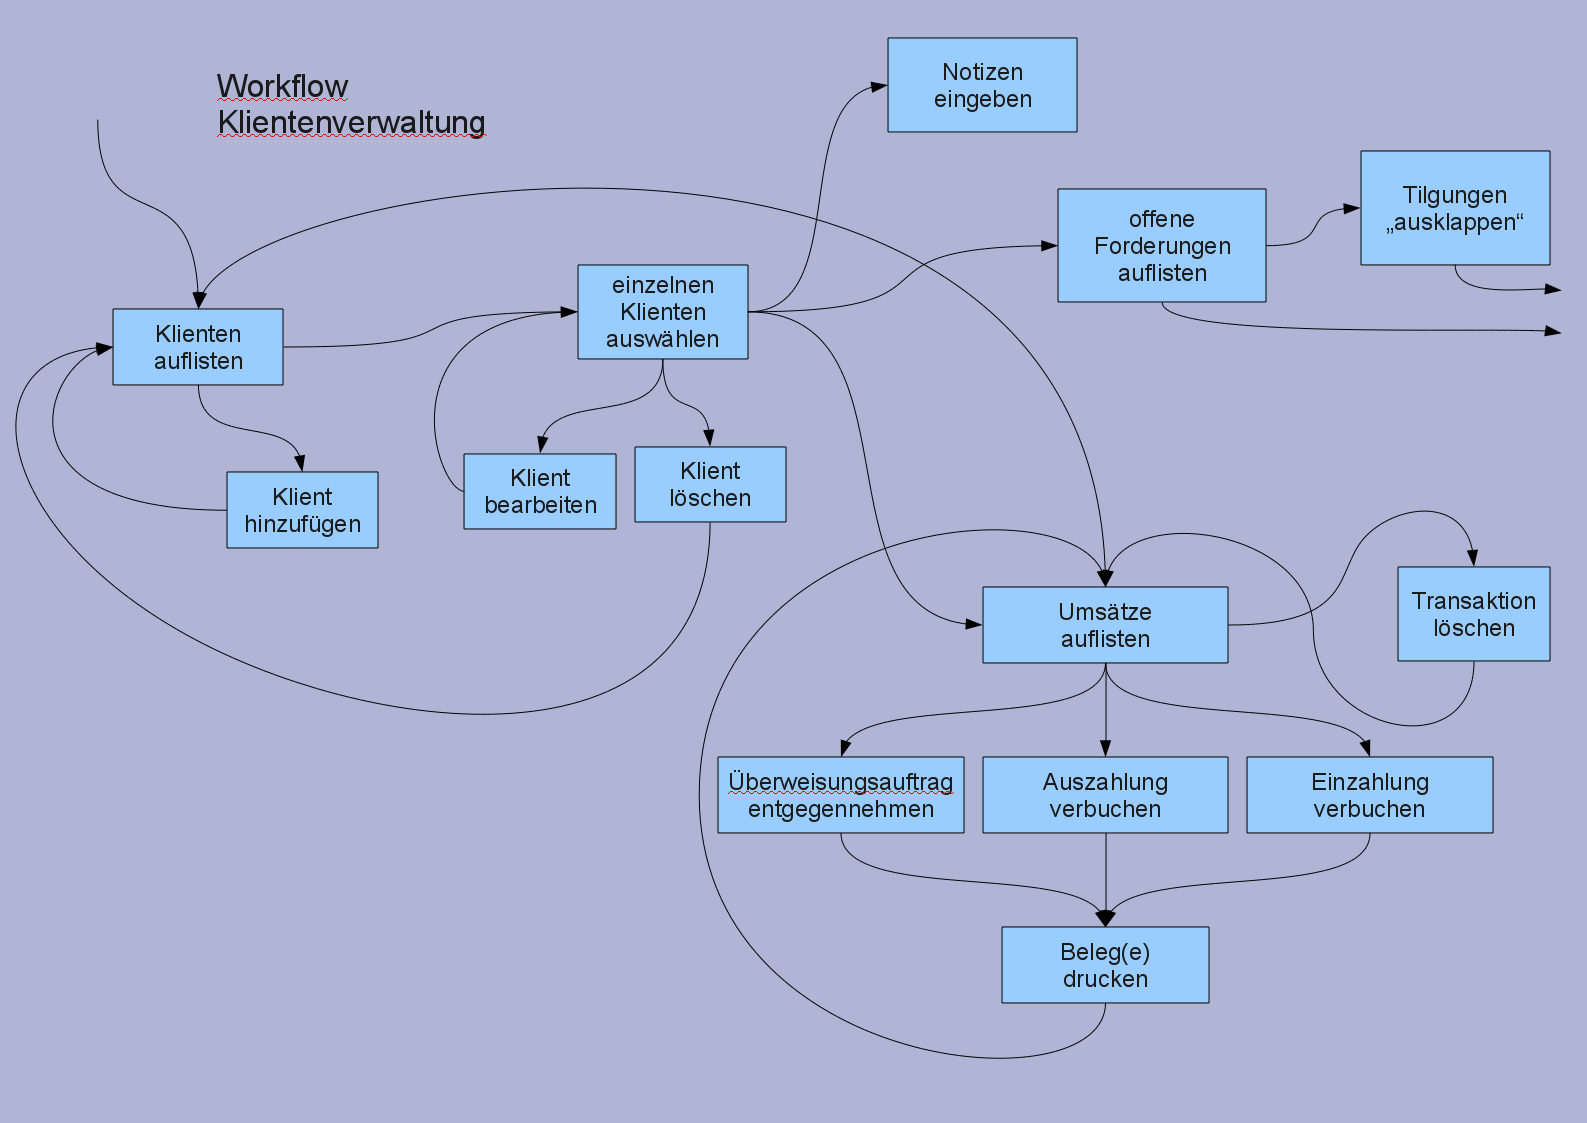 Workflow
Klientenverwaltung
Notizen
eingeben
Tilgungen
„ausklappen“
offene
Forderungen
auflisten
einzelnen
Klienten
auswählen
Klienten
auflisten
Klient
bearbeiten
Klient
löschen
Klient
hinzufügen
Umsätze
auflisten
Transaktion
löschen
Überweisungsauftrag
entgegennehmen
Auszahlung
verbuchen
Einzahlung
verbuchen
Beleg(e)
drucken